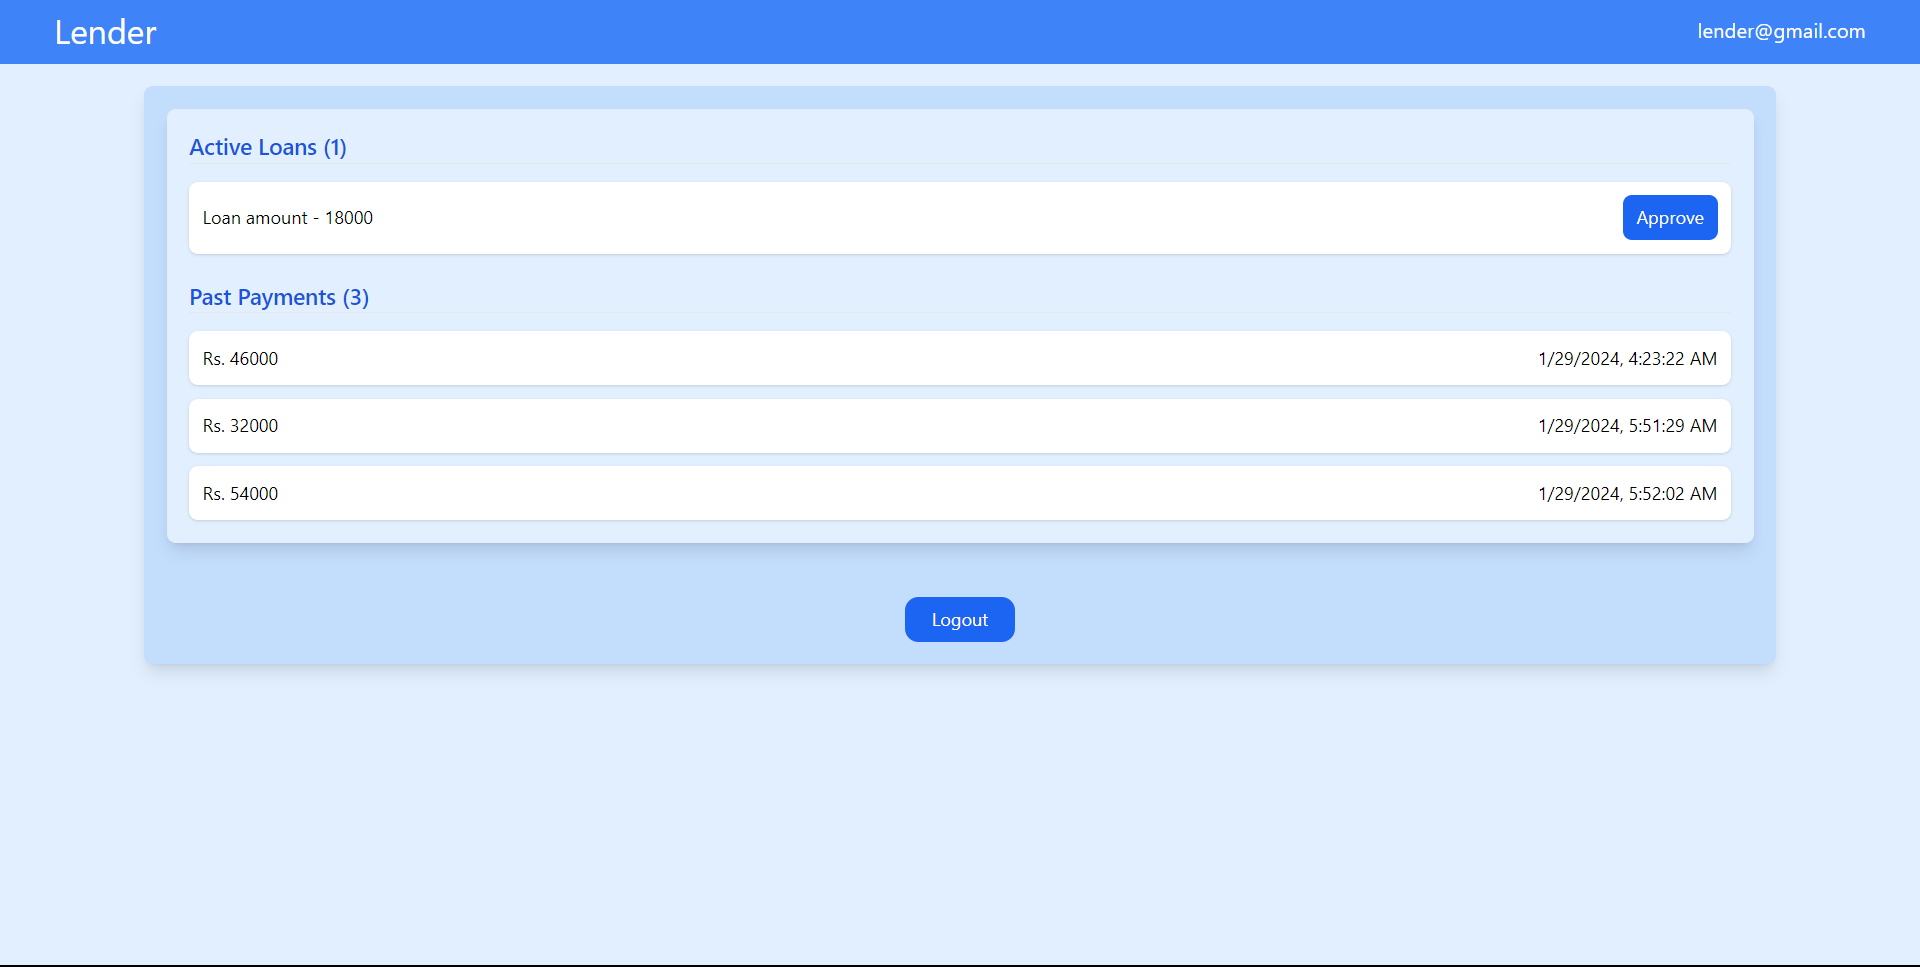 Lender
lender@gmail.com
Active Loans (1)
Loan amount - 18000
Approve
Past Payments (3)
Rs. 46000
1/29/2024, 4:23:22 AM
Rs. 32000
1/29/2024, 5:51:29 AM
Rs. 54000
1/29/2024, 5:52:02 AM
Logout